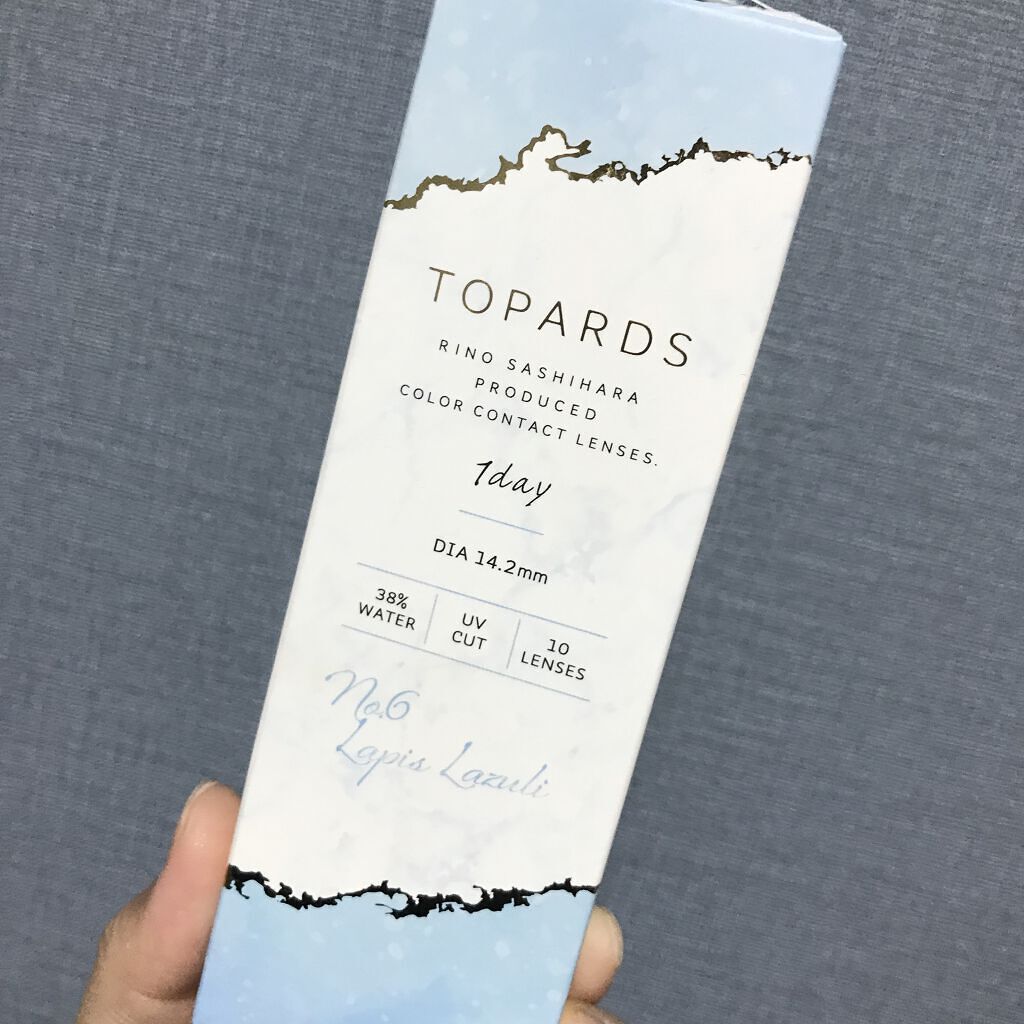 TOPARDS
RINO SASHIHARA
PRODUCED
COLOR CONTACT LENSES.
1day
DIA 14.2mm
38%
WATER
UV
CUT
10
LENSES
No.6
Lapis Lazuli